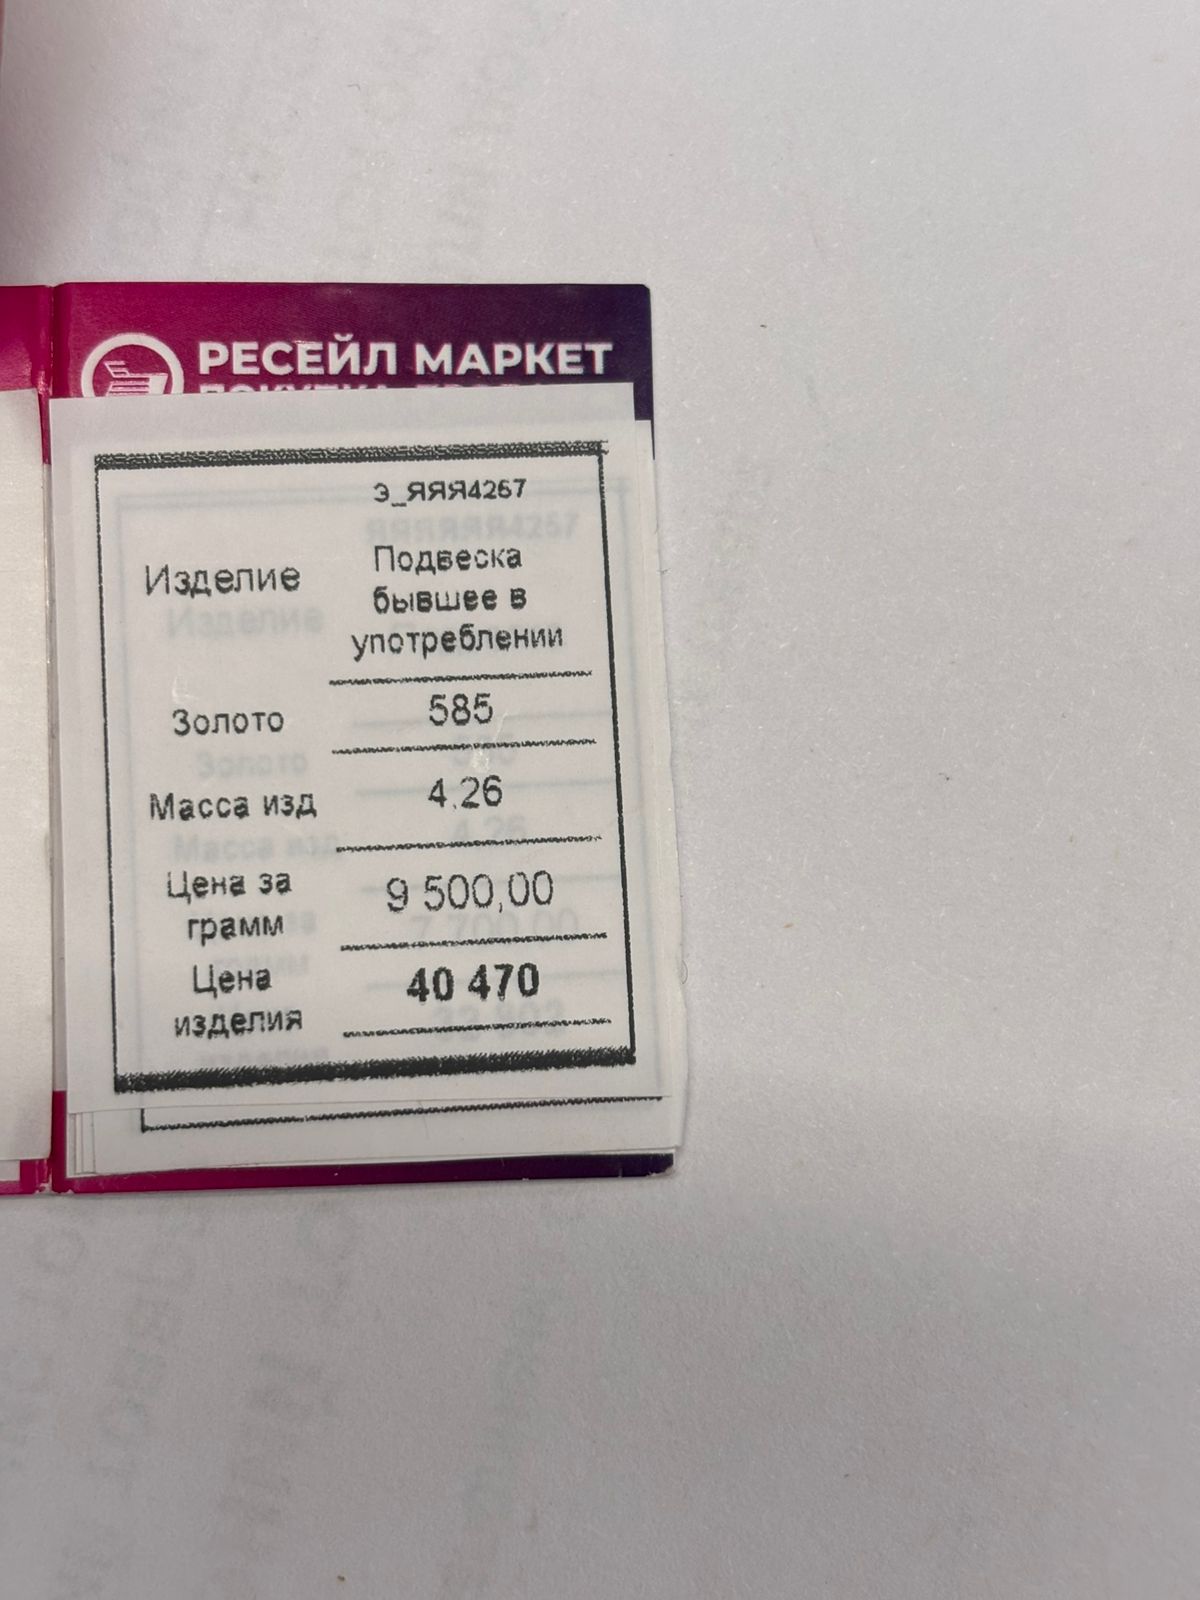 РЕСЕЙЛ МАРКЕТ
Э_ЯЯЯ4267
Изделие
Подвеска
бывшее в
употреблении
Золото 585
Масса изд 4.26
Цена за
грамм
9 500,00
Цена
изделия
40 470